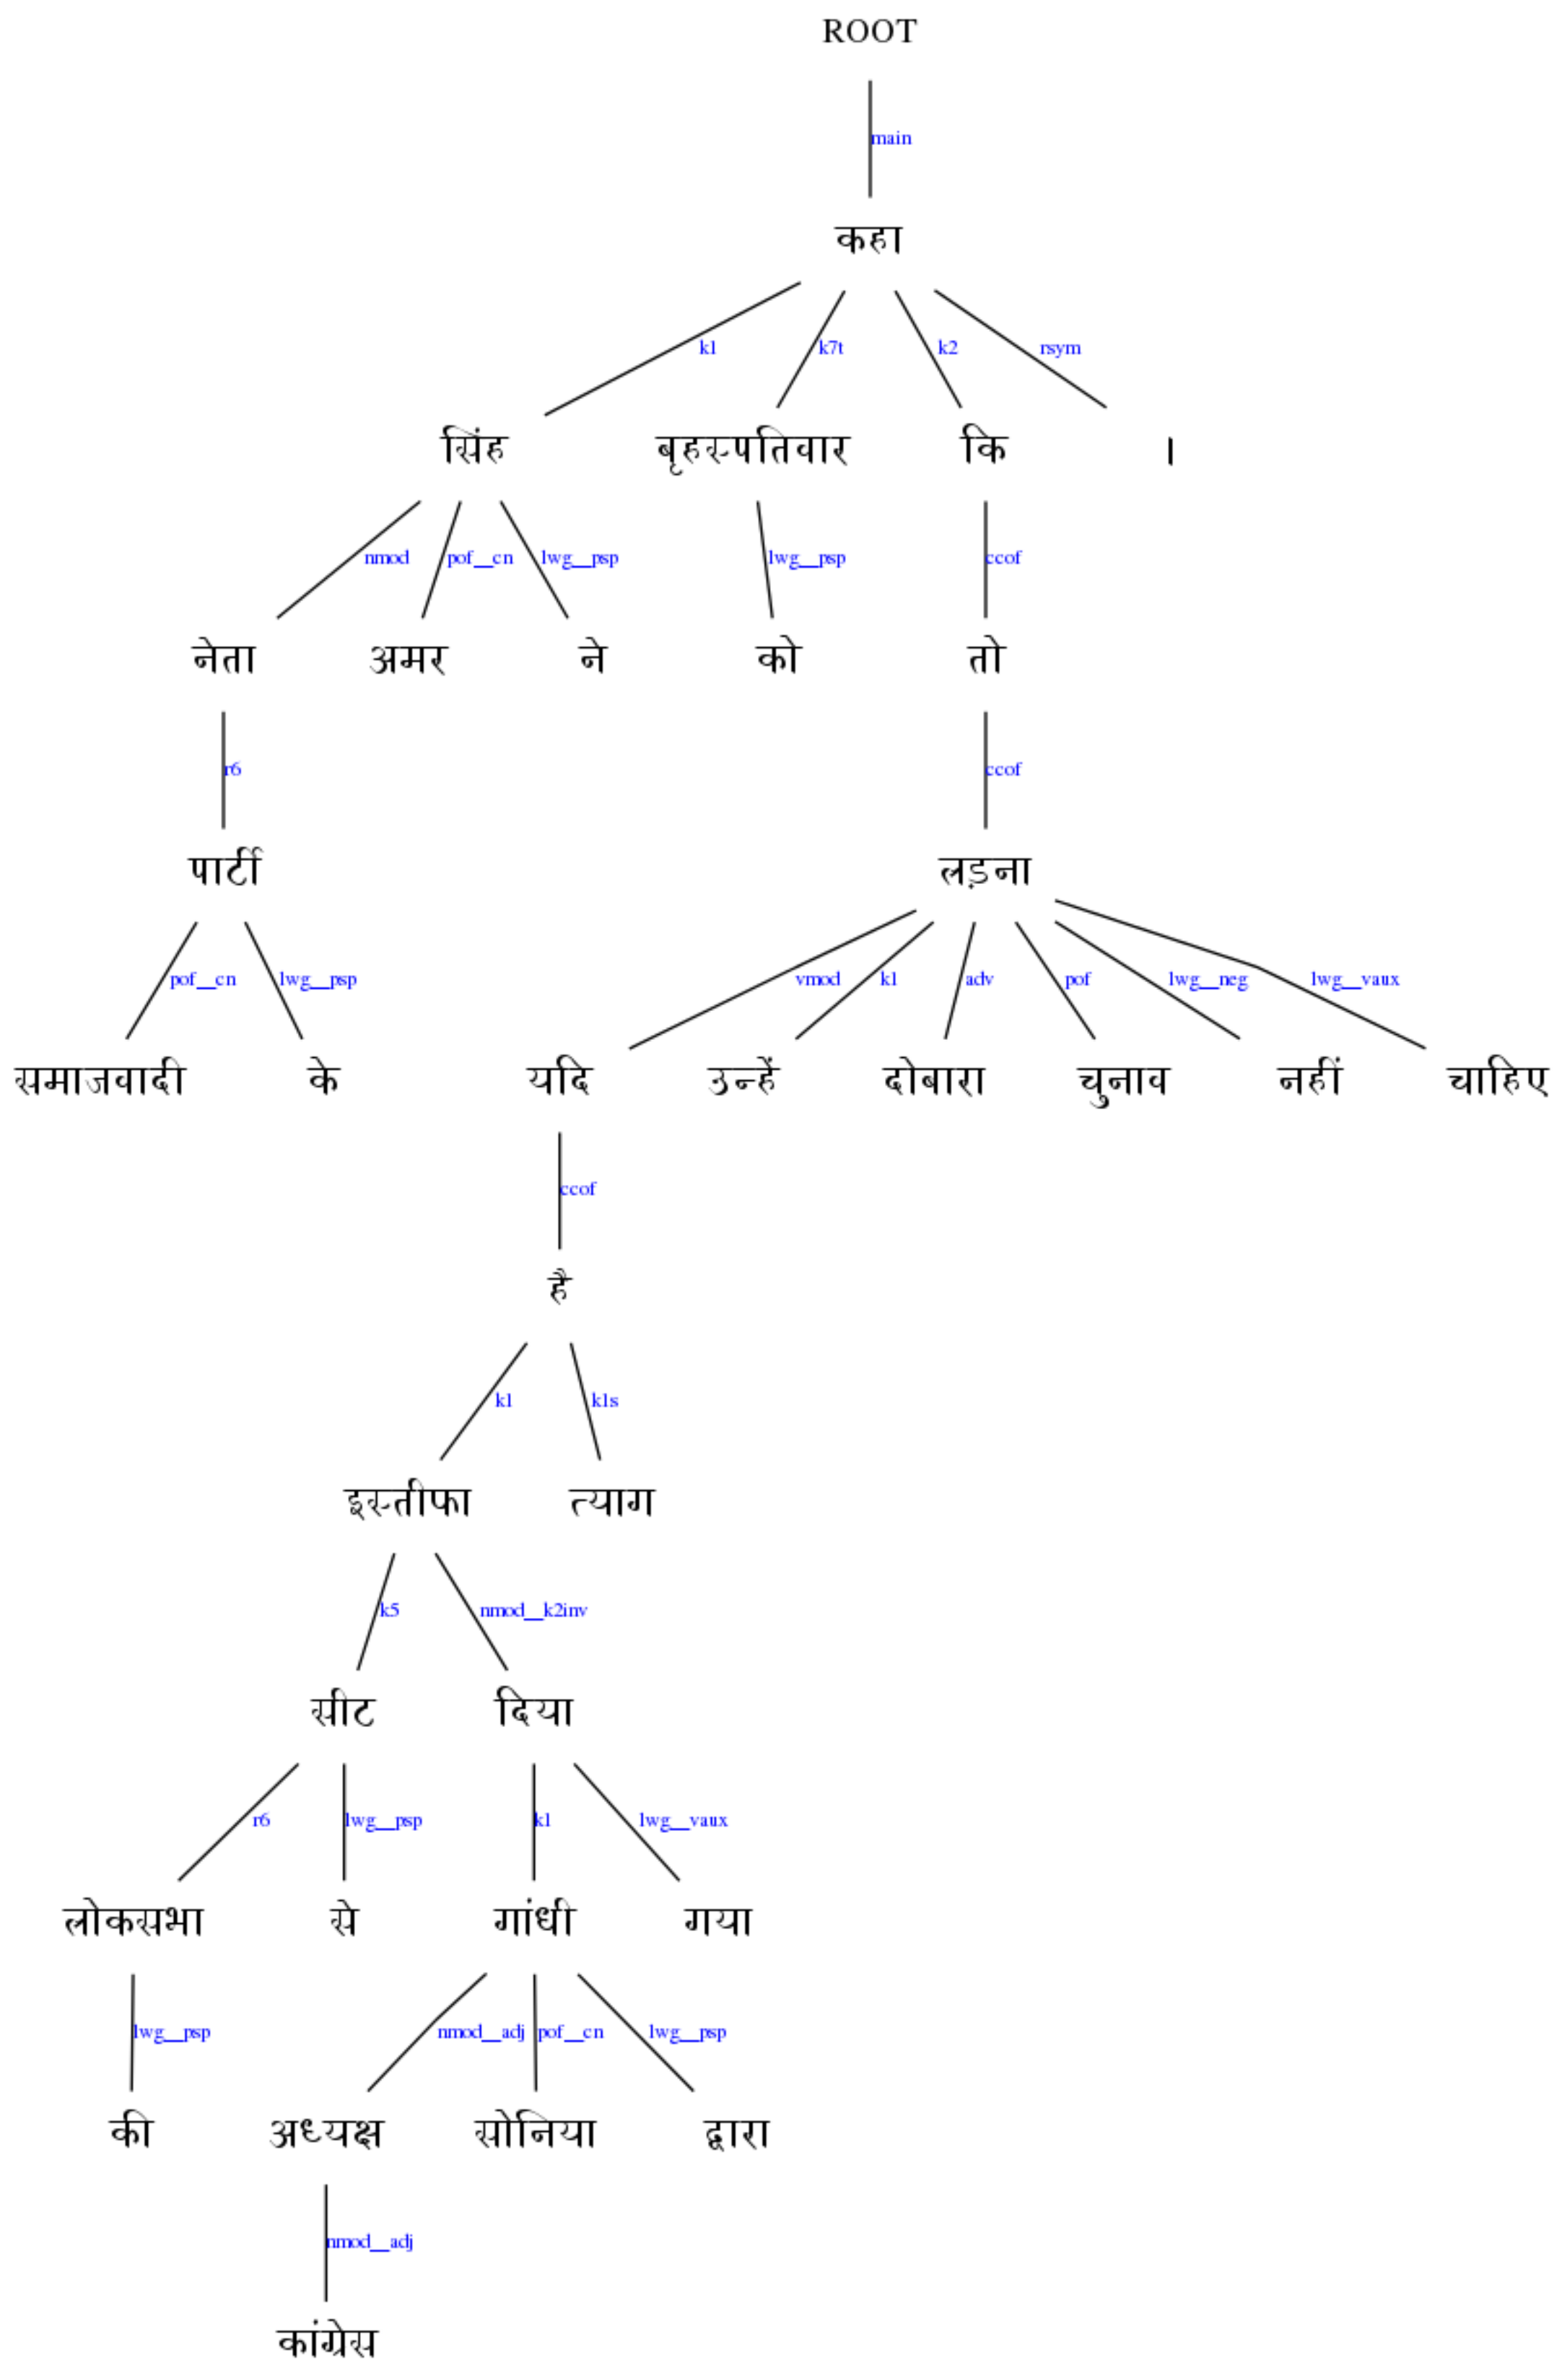 ROOT
main
कहा
k1 k7t k2 rsym
सिंह बृहस्पतिवार कि ।
nmod pof__cn lwg__psp lwg__psp ccof
नेता अमर ने को तो
r6 ccof
पार्टी लड़ना
pof__cn lwg__psp vmod k1 adv pof lwg__neg lwg__vaux
समाजवादी के यदि उन्हें दोबारा चुनाव नहीं चाहिए
ccof
है
k1 k1s
इस्तीफा त्याग
k5 nmod__k2inv
सीट दिया
r6 lwg__psp k1 lwg__vaux
लोकसभा से गांधी गया
lwg__psp nmod__adj pof__cn lwg__psp
की अध्यक्ष सोनिया द्वारा
nmod__adj
कांग्रेस